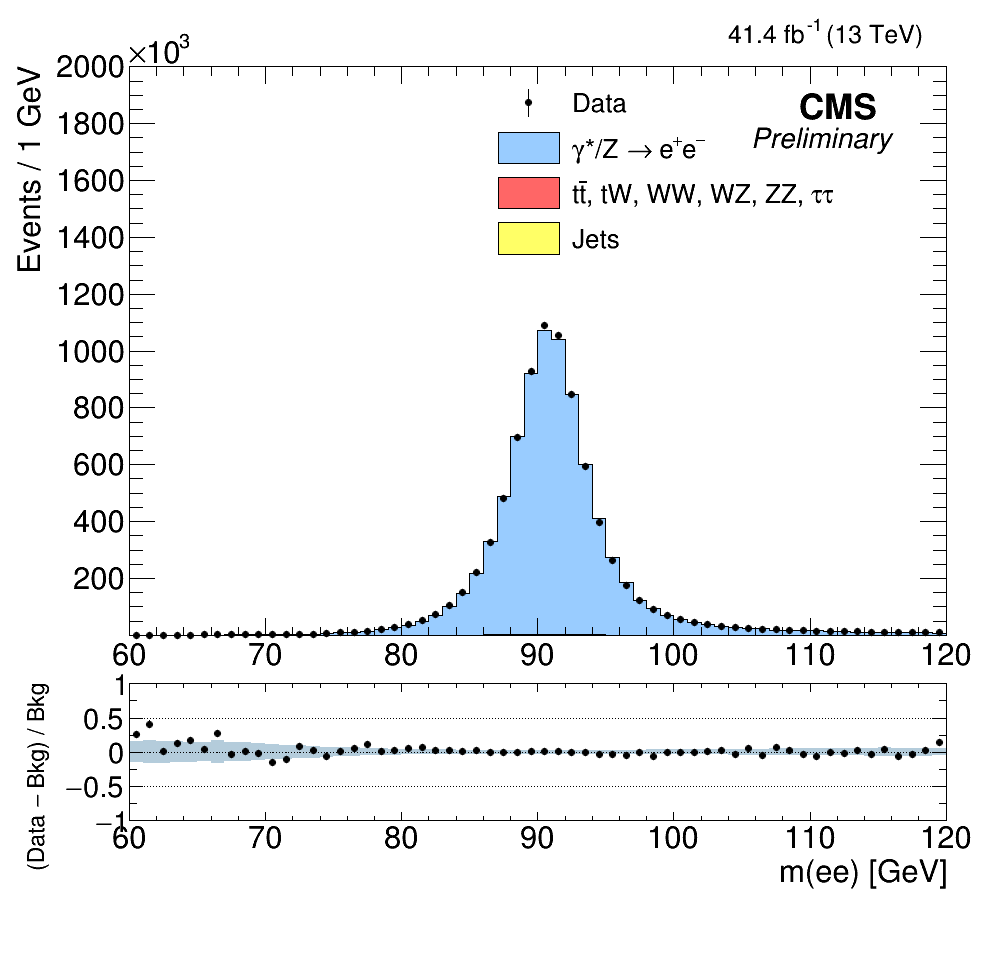 41.4 fb⁻¹ (13 TeV)
×10³
Events / 1 GeV
2000
1800
1600
1400
1200
1000
800
600
400
200
CMS
Preliminary
Data
γ*/Z → e⁺e⁻
tt̄, tW, WW, WZ, ZZ, ττ
Jets
60 70 80 90 100 110 120
(Data − Bkg) / Bkg
1
0.5
0
−0.5
−1
60 70 80 90 100 110 120
m(ee) [GeV]